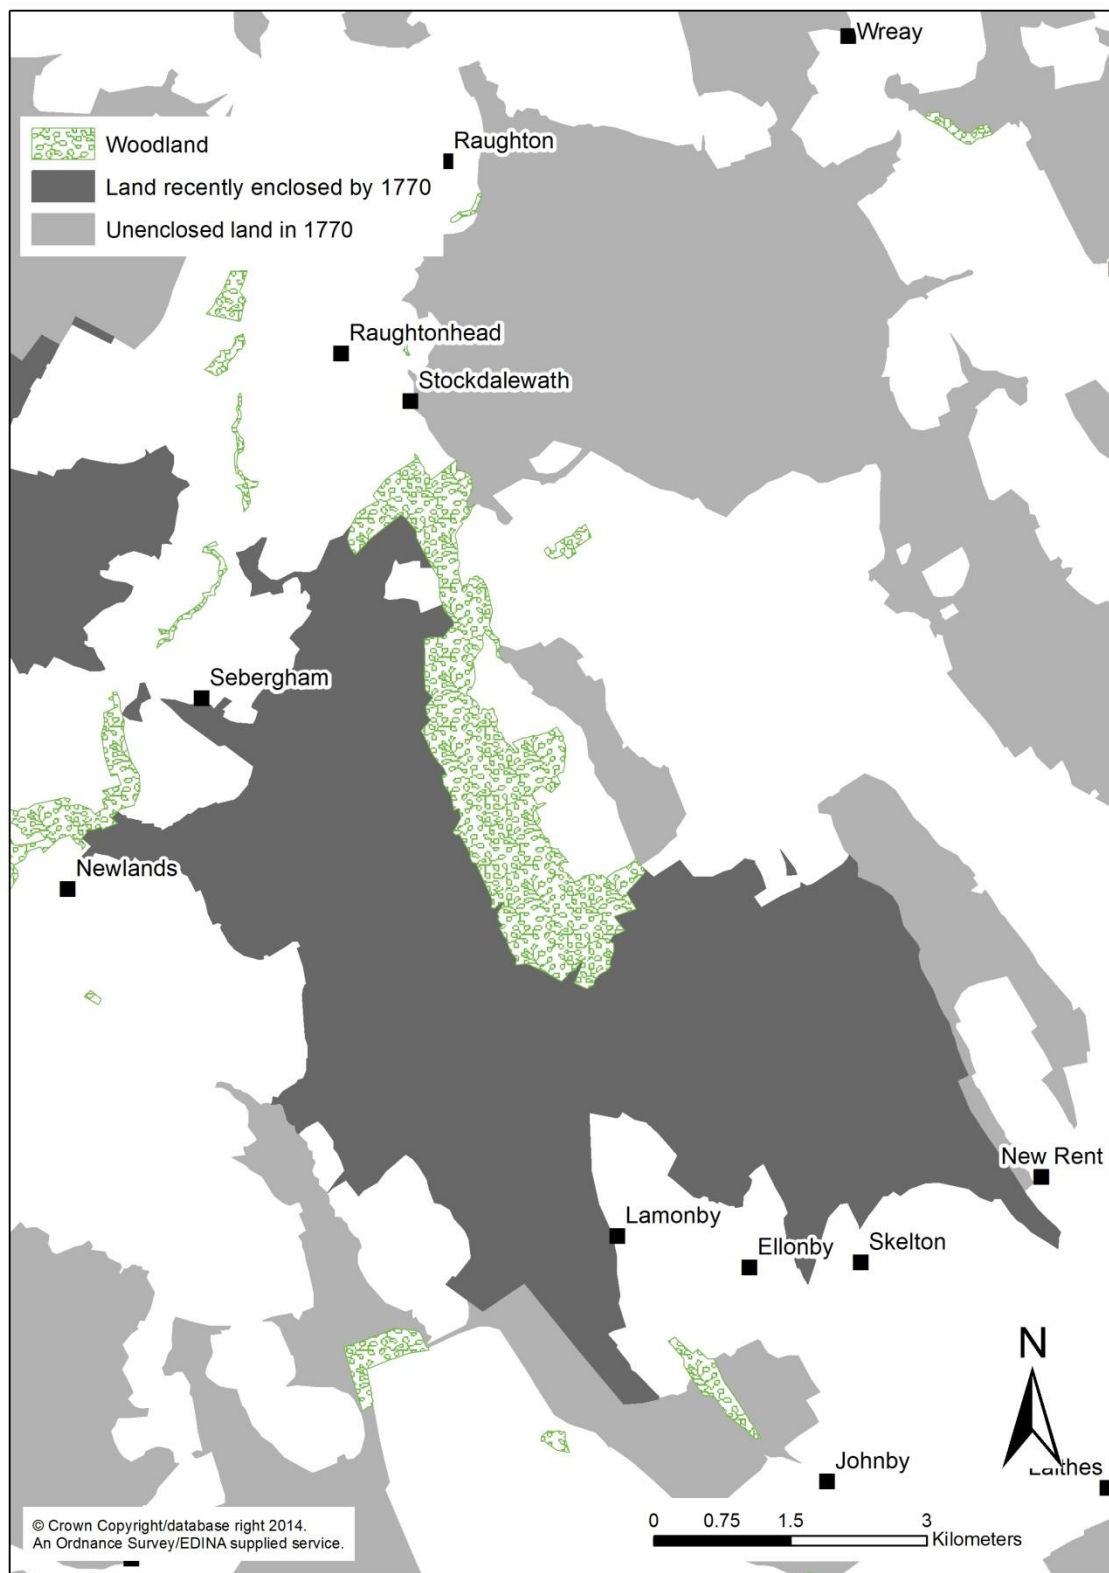 Wreay
Raughton
Woodland
Land recently enclosed by 1770
Unenclosed land in 1770
Raughtonhead
Stockdalewath
Sebergham
Newlands
New Rent
Lamonby
Ellonby
Skelton
N
Johnby
Laithes
© Crown Copyright/database right 2014.
An Ordnance Survey/EDINA supplied service.
0 0.75 1.5 3
Kilometers